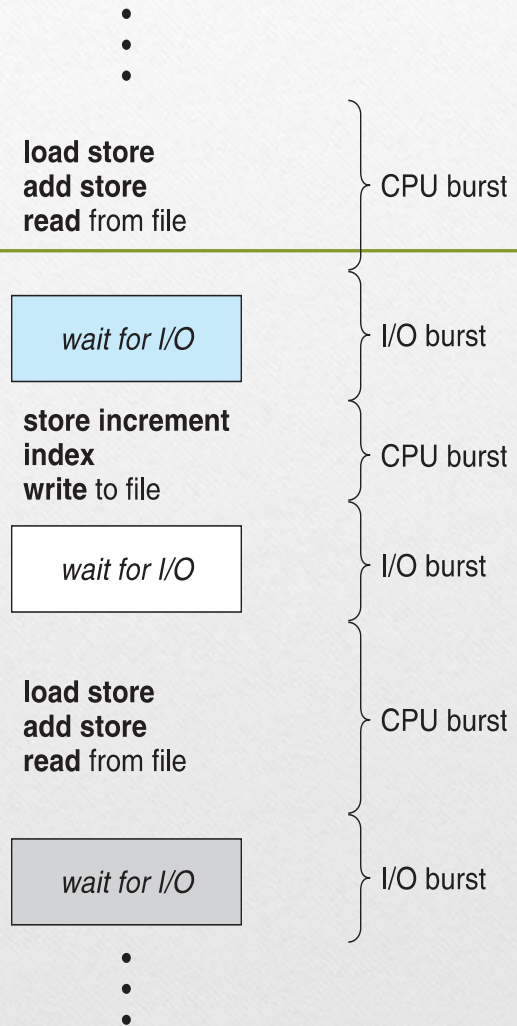 load store
add store
read from file
CPU burst
wait for I/O
I/O burst
store increment
index
write to file
CPU burst
wait for I/O
I/O burst
load store
add store
read from file
CPU burst
wait for I/O
I/O burst